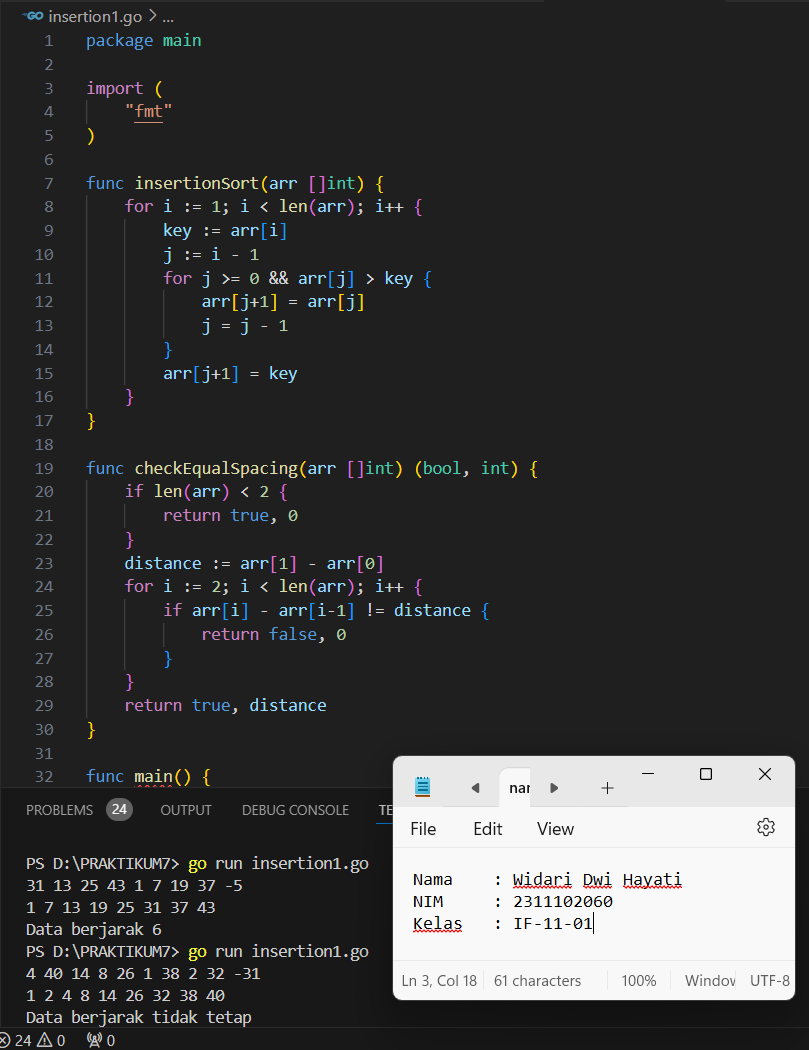 GO insertion1.go > ...
1 package main
2
3 import (
4     "fmt"
5 )
6
7 func insertionSort(arr []int) {
8     for i := 1; i < len(arr); i++ {
9         key := arr[i]
10         j := i - 1
11         for j >= 0 && arr[j] > key {
12             arr[j+1] = arr[j]
13             j = j - 1
14         }
15         arr[j+1] = key
16     }
17 }
18
19 func checkEqualSpacing(arr []int) (bool, int) {
20     if len(arr) < 2 {
21         return true, 0
22     }
23     distance := arr[1] - arr[0]
24     for i := 2; i < len(arr); i++ {
25         if arr[i] - arr[i-1] != distance {
26             return false, 0
27         }
28     }
29     return true, distance
30 }
31
32 func main() {
PROBLEMS 24 OUTPUT DEBUG CONSOLE TE
PS D:\PRAKTIKUM7> go run insertion1.go
31 13 25 43 1 7 19 37 -5
1 7 13 19 25 31 37 43
Data berjarak 6
PS D:\PRAKTIKUM7> go run insertion1.go
4 40 14 8 26 1 38 2 32 -31
1 2 4 8 14 26 32 38 40
Data berjarak tidak tetap
24 0 0
nar
File Edit View
Nama : Widari Dwi Hayati
NIM : 2311102060
Kelas : IF-11-01
Ln 3, Col 18 61 characters 100% Window UTF-8